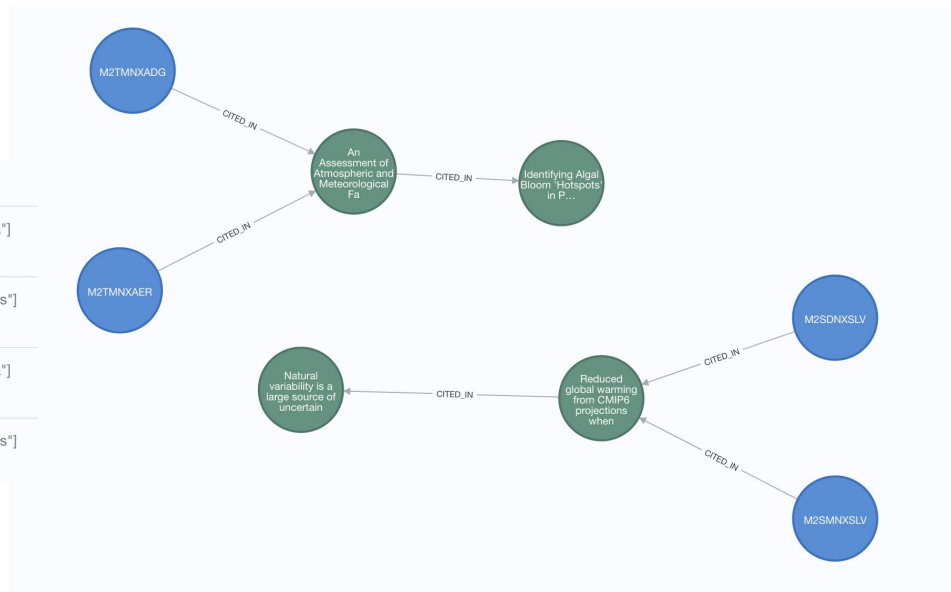 M2TMNXADG
CITED_IN
An
Assessment of
Atmospheric and
Meteorological
Fa
CITED_IN
Identifying Algal
Bloom 'Hotspots'
in P...
"]
CITED_IN
s"]
M2TMNXAER
M2SDNXSLV
CITED_IN
"]
Natural
variability is a
large source of
uncertain
CITED_IN
Reduced
global warming
from CMIP6
projections
when
s"]
CITED_IN
M2SMNXSLV